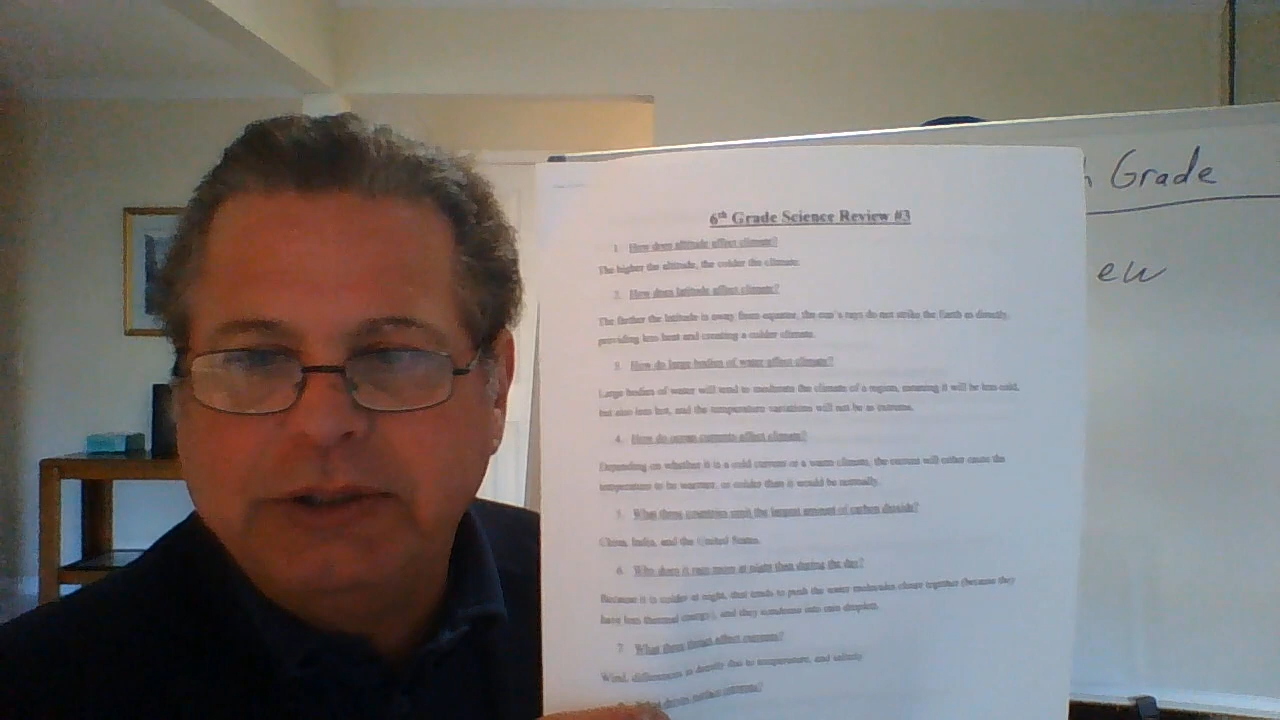 6th Grade Science Review #3
1. How does altitude affect climate?
The higher the altitude, the colder the climate.
2. How does latitude affect climate?
The further the latitude is away from equator, the sun's rays do not strike the Earth as directly,
providing less heat and creating a colder climate.
3. How do large bodies of water affect climate?
Large bodies of water will tend to moderate the climate of a region, meaning it will be less cold,
but also less hot, and the temperature variations will not be as extreme.
4. How do ocean currents affect climate?
Depending on whether it is a cold current or a warm climate, the current will either cause the
temperature to be warmer, or colder than it would be normally.
5. What three countries emit the largest amount of carbon dioxide?
China, India, and the United States.
6. Why does it rain more at night than during the day?
Because it is colder at night, that tends to push the water molecules closer together (because they
have less thermal energy), and they condense into rain droplets.
7. What three things affect currents?
Wind, differences in density due to temperature, and salinity
Grade
ew